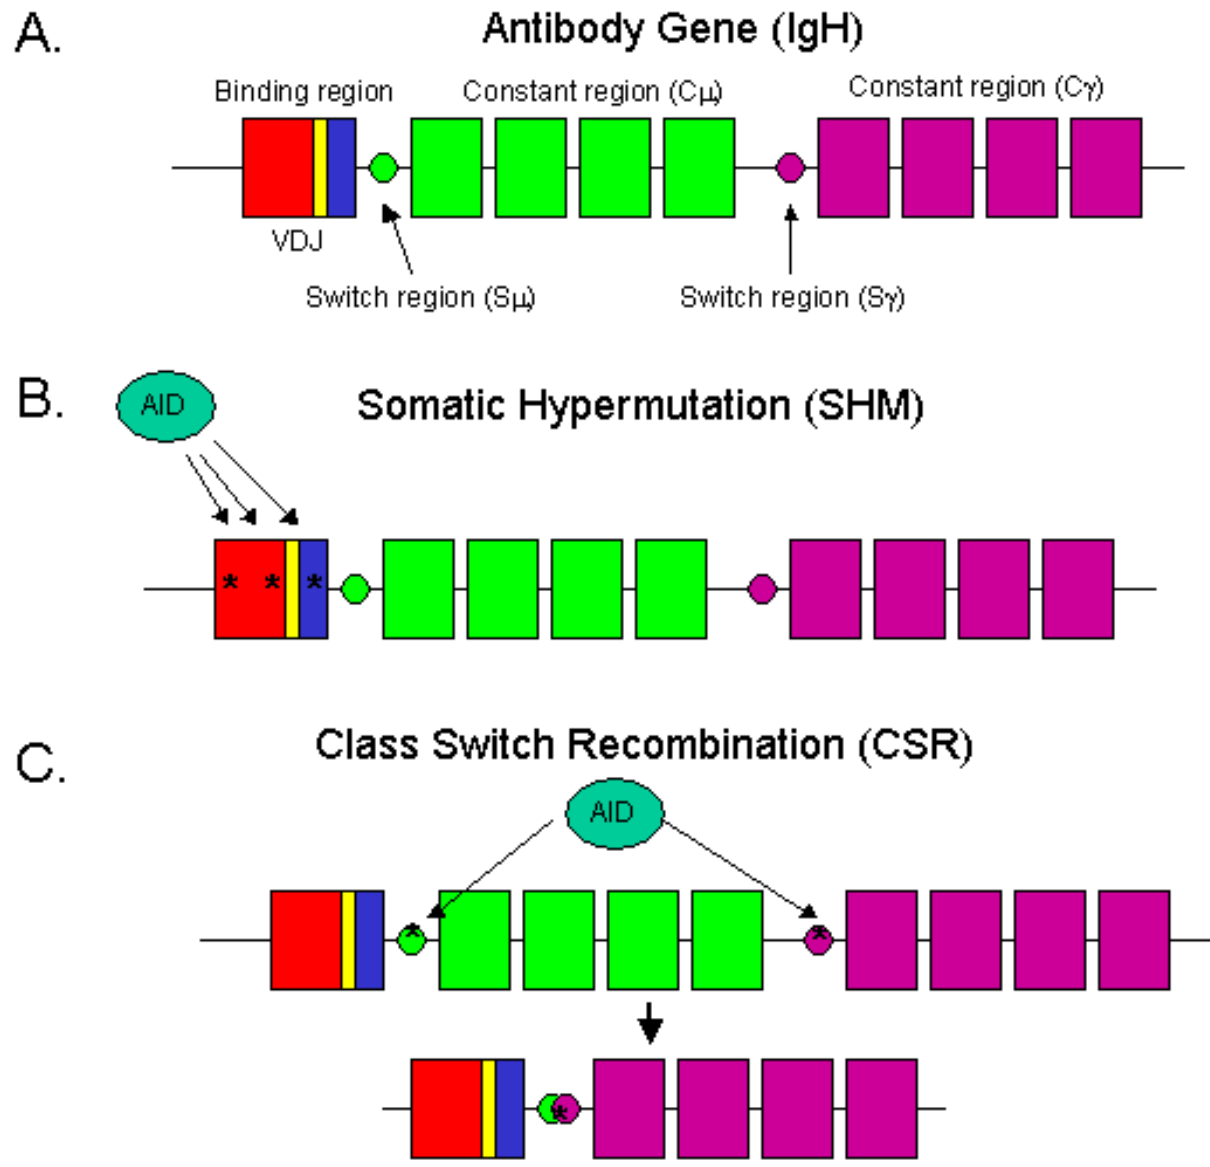 A.
Antibody Gene (IgH)
Binding region
Constant region (Cμ)
Constant region (Cγ)
VDJ
Switch region (Sμ)
Switch region (Sγ)
B.
AID
Somatic Hypermutation (SHM)
* * *
Class Switch Recombination (CSR)
C.
AID
* *
*